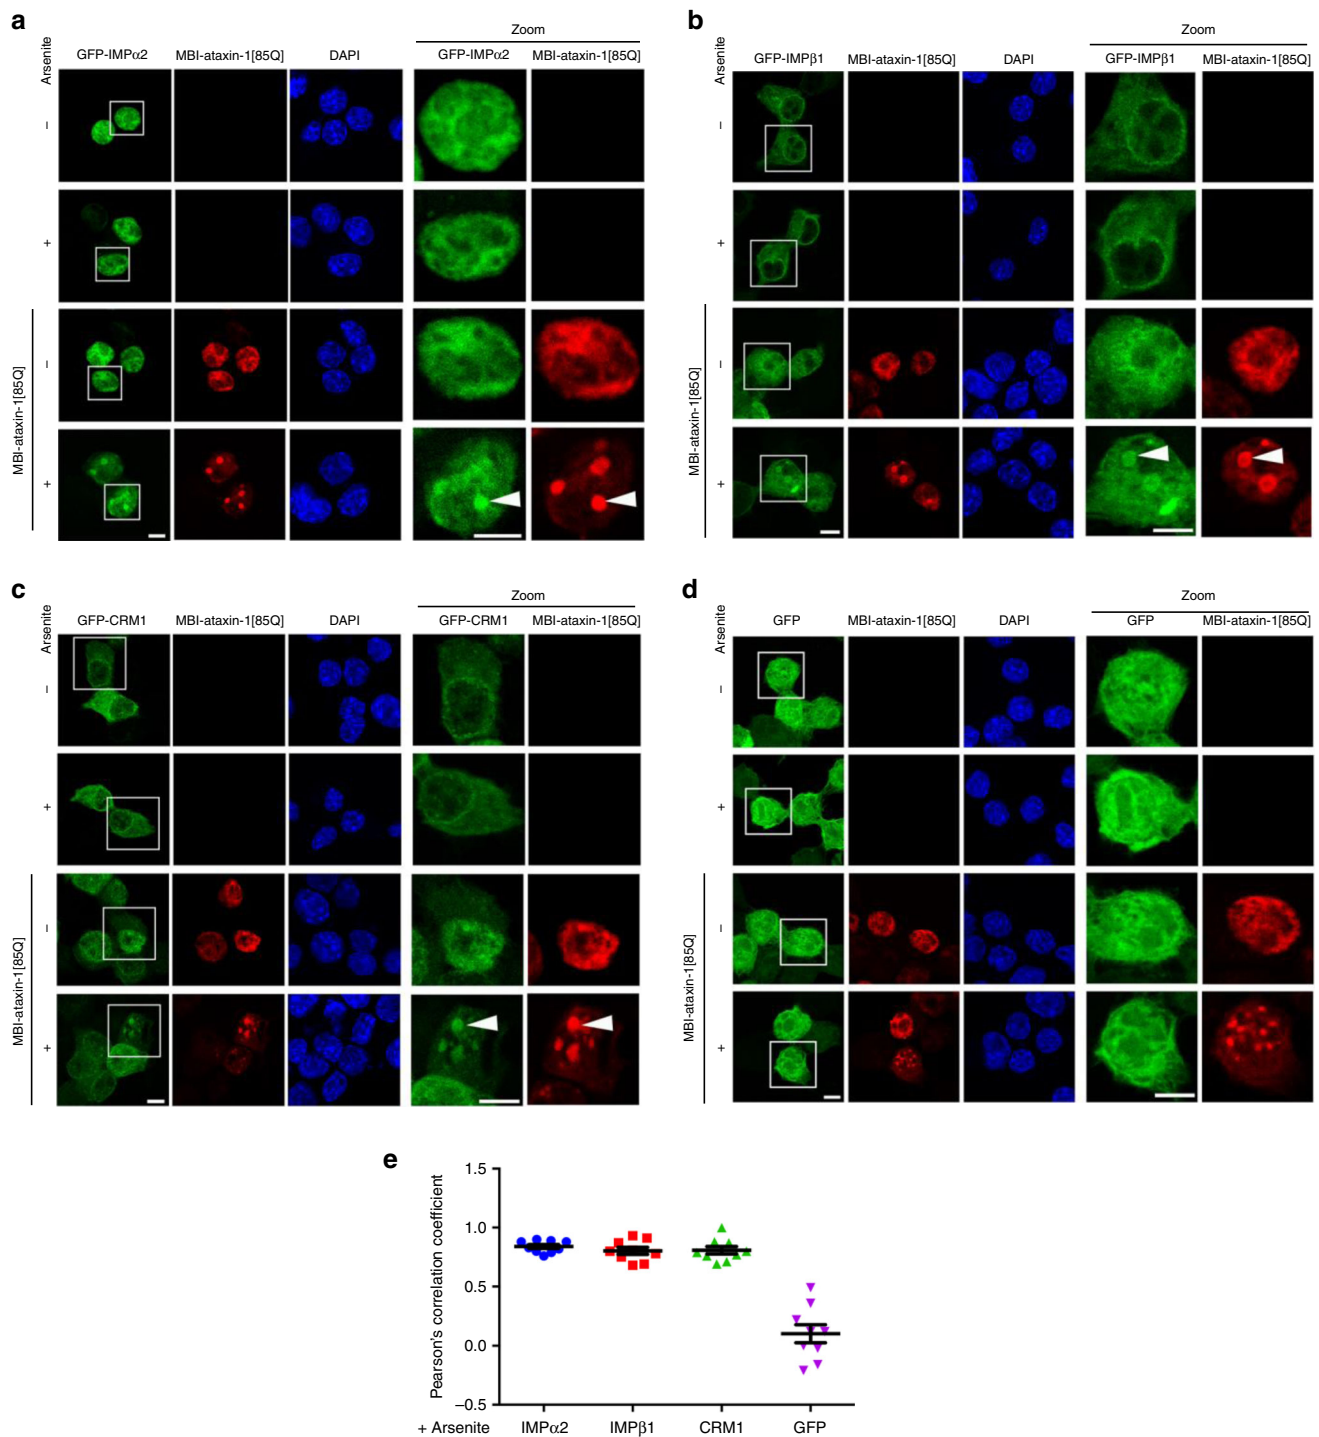 a
Zoom
Arsenite
GFP-IMPα2 MBI-ataxin-1[85Q] DAPI GFP-IMPα2 MBI-ataxin-1[85Q]
–
+
MBI-ataxin-1[85Q]
–
+
b
Zoom
Arsenite
GFP-IMPβ1 MBI-ataxin-1[85Q] DAPI GFP-IMPβ1 MBI-ataxin-1[85Q]
–
+
MBI-ataxin-1[85Q]
–
+
c
Zoom
Arsenite
GFP-CRM1 MBI-ataxin-1[85Q] DAPI GFP-CRM1 MBI-ataxin-1[85Q]
–
+
MBI-ataxin-1[85Q]
–
+
d
Zoom
Arsenite
GFP MBI-ataxin-1[85Q] DAPI GFP MBI-ataxin-1[85Q]
–
+
MBI-ataxin-1[85Q]
–
+
e
Pearson's correlation coefficient
1.5
1.0
0.5
0.0
–0.5
+ Arsenite IMPα2 IMPβ1 CRM1 GFP